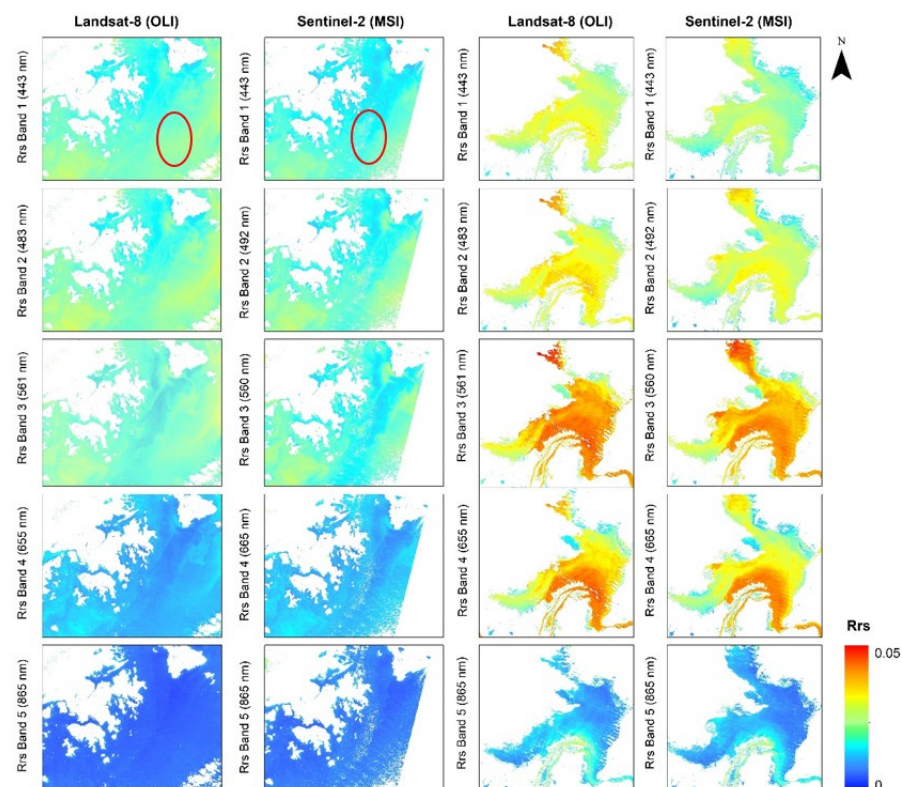 Landsat-8 (OLI) Sentinel-2 (MSI) Landsat-8 (OLI) Sentinel-2 (MSI)
N
Rrs Band 1 (443 nm) Rrs Band 1 (443 nm) Rrs Band 1 (443 nm) Rrs Band 1 (443 nm)
Rrs Band 2 (483 nm) Rrs Band 2 (492 nm) Rrs Band 2 (483 nm) Rrs Band 2 (492 nm)
Rrs Band 3 (561 nm) Rrs Band 3 (560 nm) Rrs Band 3 (561 nm) Rrs Band 3 (560 nm)
Rrs Band 4 (655 nm) Rrs Band 4 (665 nm) Rrs Band 4 (655 nm) Rrs Band 4 (665 nm)
Rrs Band 5 (865 nm) Rrs Band 5 (865 nm) Rrs Band 5 (865 nm) Rrs Band 5 (865 nm)
Rrs
0.05
0